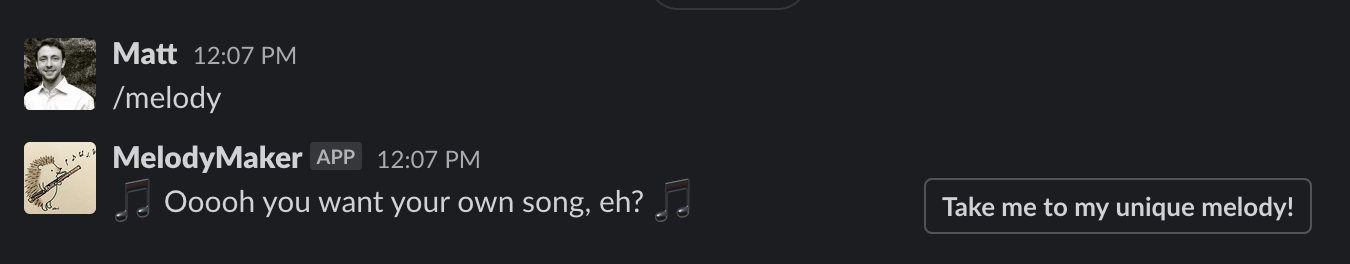 Matt 12:07 PM
/melody
MelodyMaker APP 12:07 PM
🎵 Ooooh you want your own song, eh? 🎵 Take me to my unique melody!